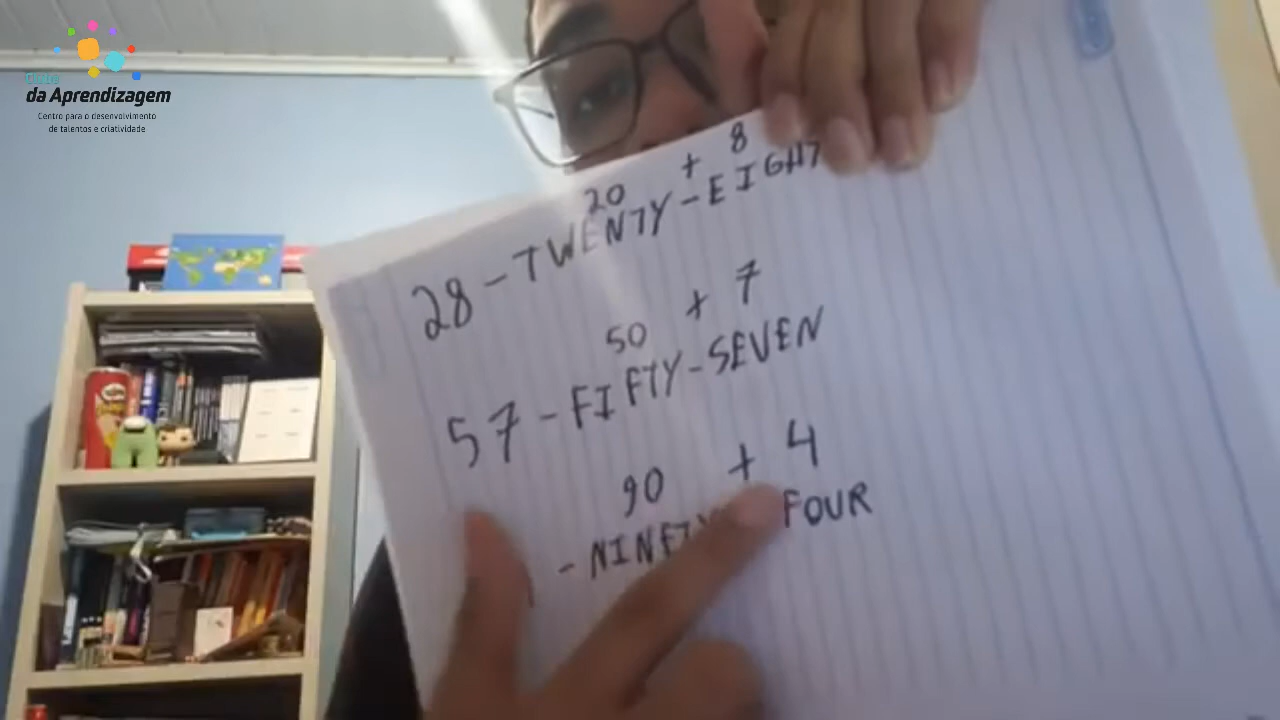 da Aprendizagem
Centro para o desenvolvimento
de talentos e criatividade
20 + 8
28 - TWENTY - EIGHT
50 + 7
57 - FIFTY - SEVEN
90 + 4
- NINETY FOUR